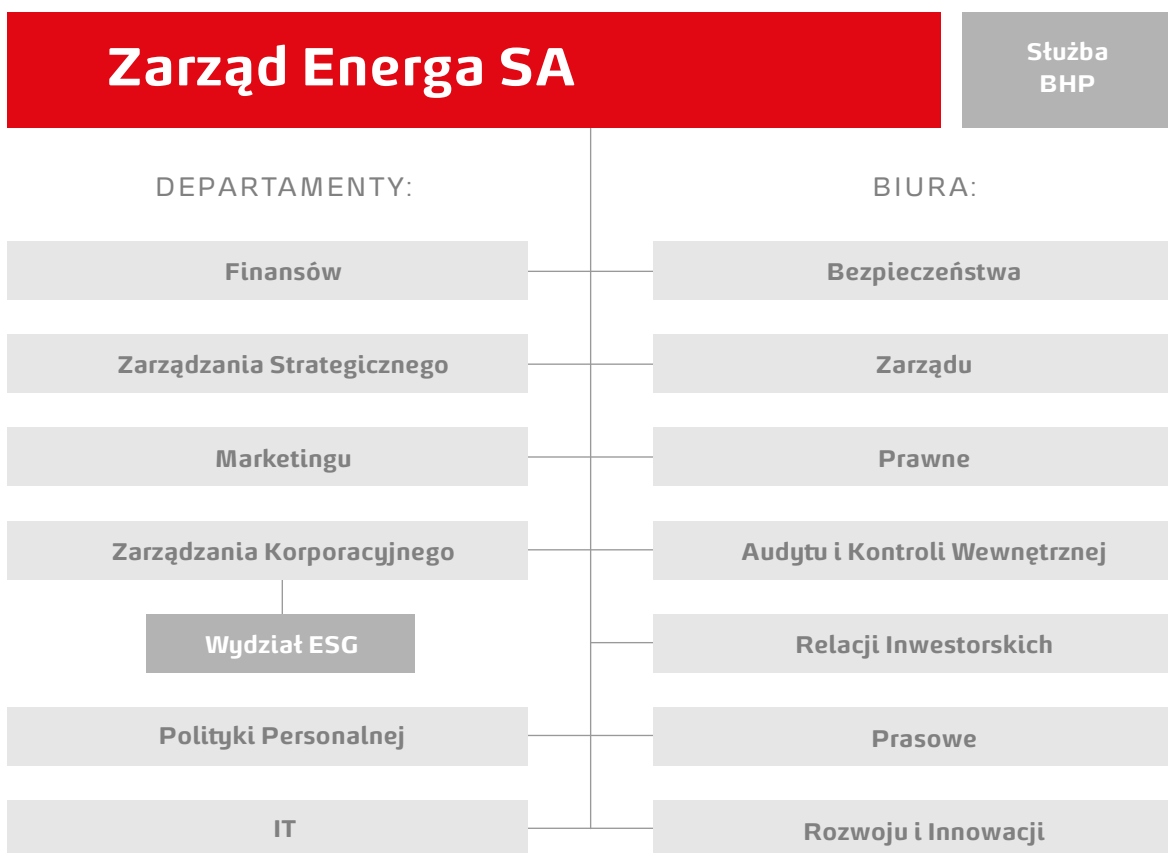 Zarząd Energa SA
Służba
BHP
DEPARTAMENTY:
Finansów
Zarządzania Strategicznego
Marketingu
Zarządzania Korporacyjnego
Wydział ESG
Polityki Personalnej
IT
BIURA:
Bezpieczeństwa
Zarządu
Prawne
Audytu i Kontroli Wewnętrznej
Relacji Inwestorskich
Prasowe
Rozwoju i Innowacji